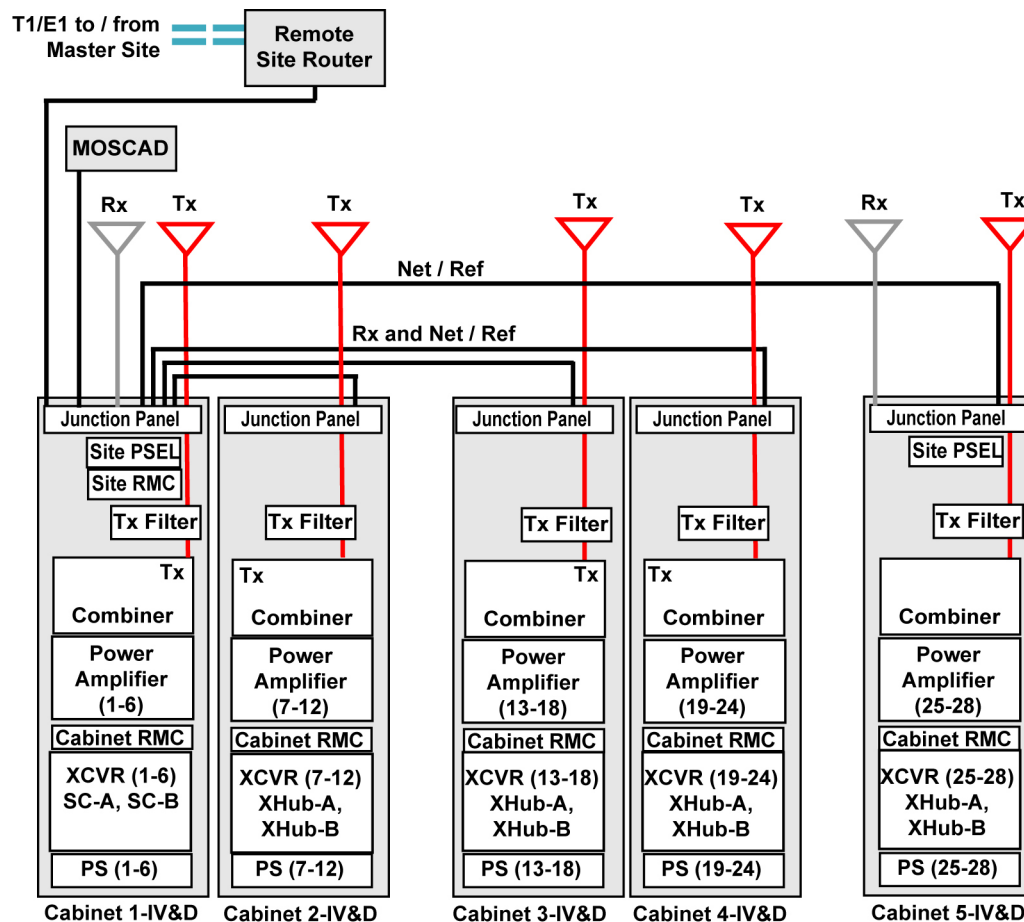 T1/E1 to / from
Master Site
Remote
Site Router
MOSCAD
Rx
Tx
Tx
Tx
Tx
Rx
Tx
Net / Ref
Rx and Net / Ref
Junction Panel
Site PSEL
Site RMC
Tx Filter
Tx
Combiner
Power
Amplifier
(1-6)
Cabinet RMC
XCVR (1-6)
SC-A, SC-B
PS (1-6)
Cabinet 1-IV&D
Junction Panel
Tx Filter
Tx
Combiner
Power
Amplifier
(7-12)
Cabinet RMC
XCVR (7-12)
XHub-A,
XHub-B
PS (7-12)
Cabinet 2-IV&D
Junction Panel
Tx Filter
Tx
Combiner
Power
Amplifier
(13-18)
Cabinet RMC
XCVR (13-18)
XHub-A,
XHub-B
PS (13-18)
Cabinet 3-IV&D
Junction Panel
Tx Filter
Tx
Combiner
Power
Amplifier
(19-24)
Cabinet RMC
XCVR (19-24)
XHub-A,
XHub-B
PS (19-24)
Cabinet 4-IV&D
Junction Panel
Site PSEL
Tx Filter
Combiner
Power
Amplifier
(25-28)
Cabinet RMC
XCVR (25-28)
XHub-A,
XHub-B
PS (25-28)
Cabinet 5-IV&D